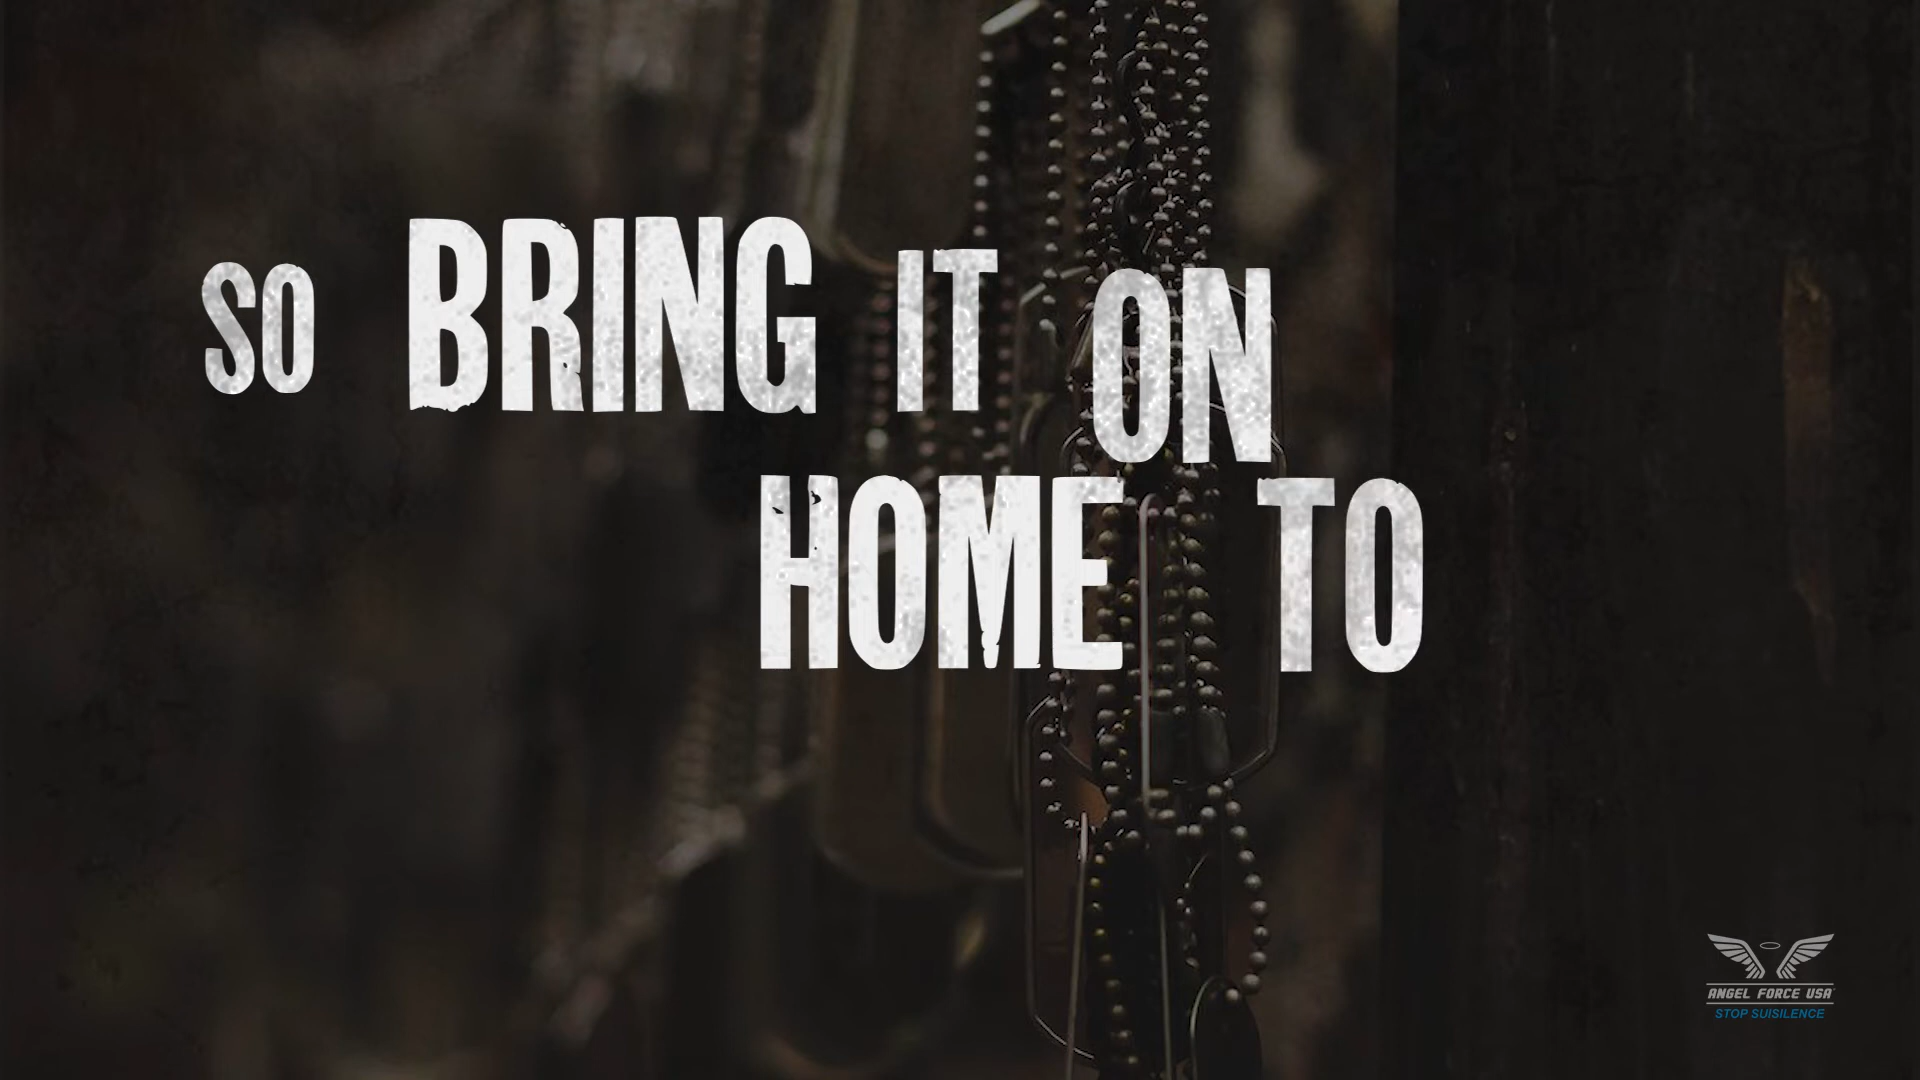 SO BRING IT ON
HOME TO
ANGEL FORCE USA
STOP SUISILENCE